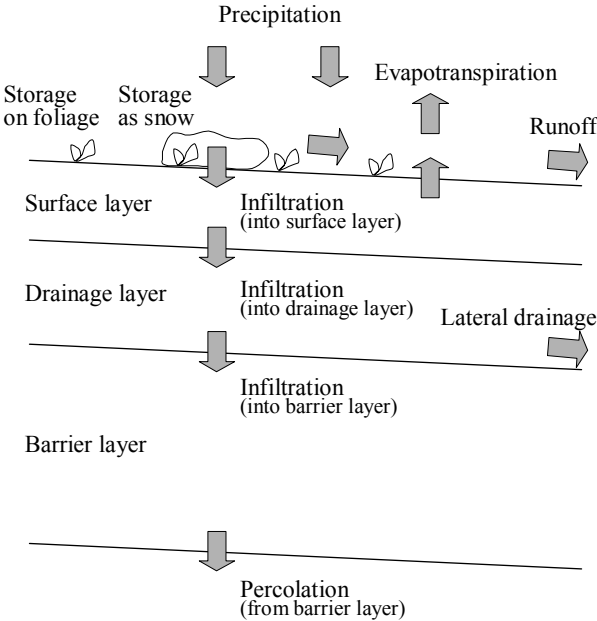 Precipitation
Evapotranspiration
Storage
on foliage
Storage
as snow
Runoff
Surface layer
Infiltration
(into surface layer)
Drainage layer
Infiltration
(into drainage layer)
Lateral drainage
Infiltration
(into barrier layer)
Barrier layer
Percolation
(from barrier layer)